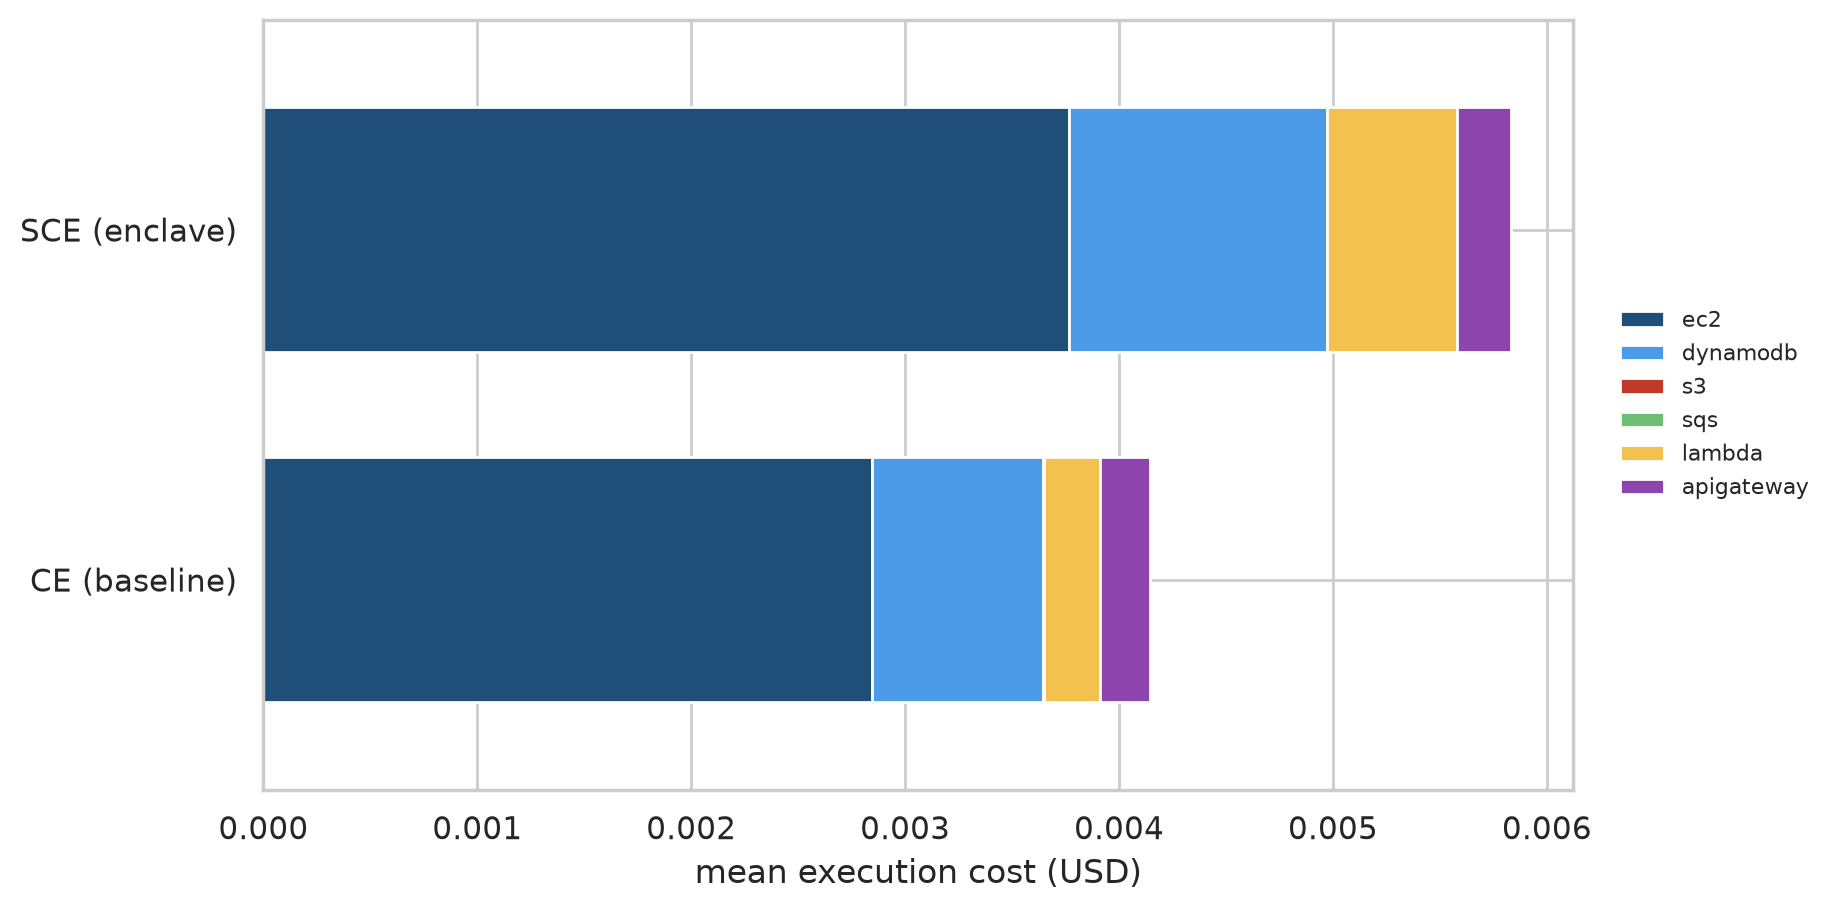 SCE (enclave)
CE (baseline)
0.000 0.001 0.002 0.003 0.004 0.005 0.006
mean execution cost (USD)
ec2
dynamodb
s3
sqs
lambda
apigateway